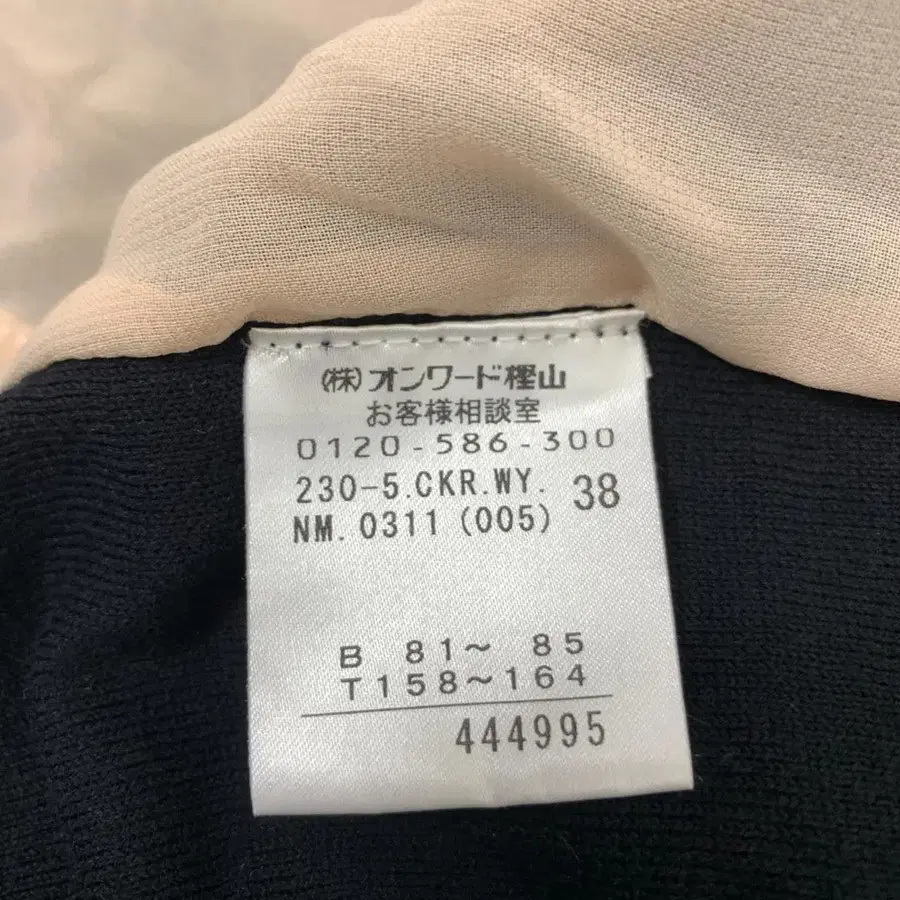 (株)オンワード樫山
お客様相談室
0120-586-300
230-5.CKR.WY. 38
NM.0311(005)
B 81~ 85
T158~164
444995